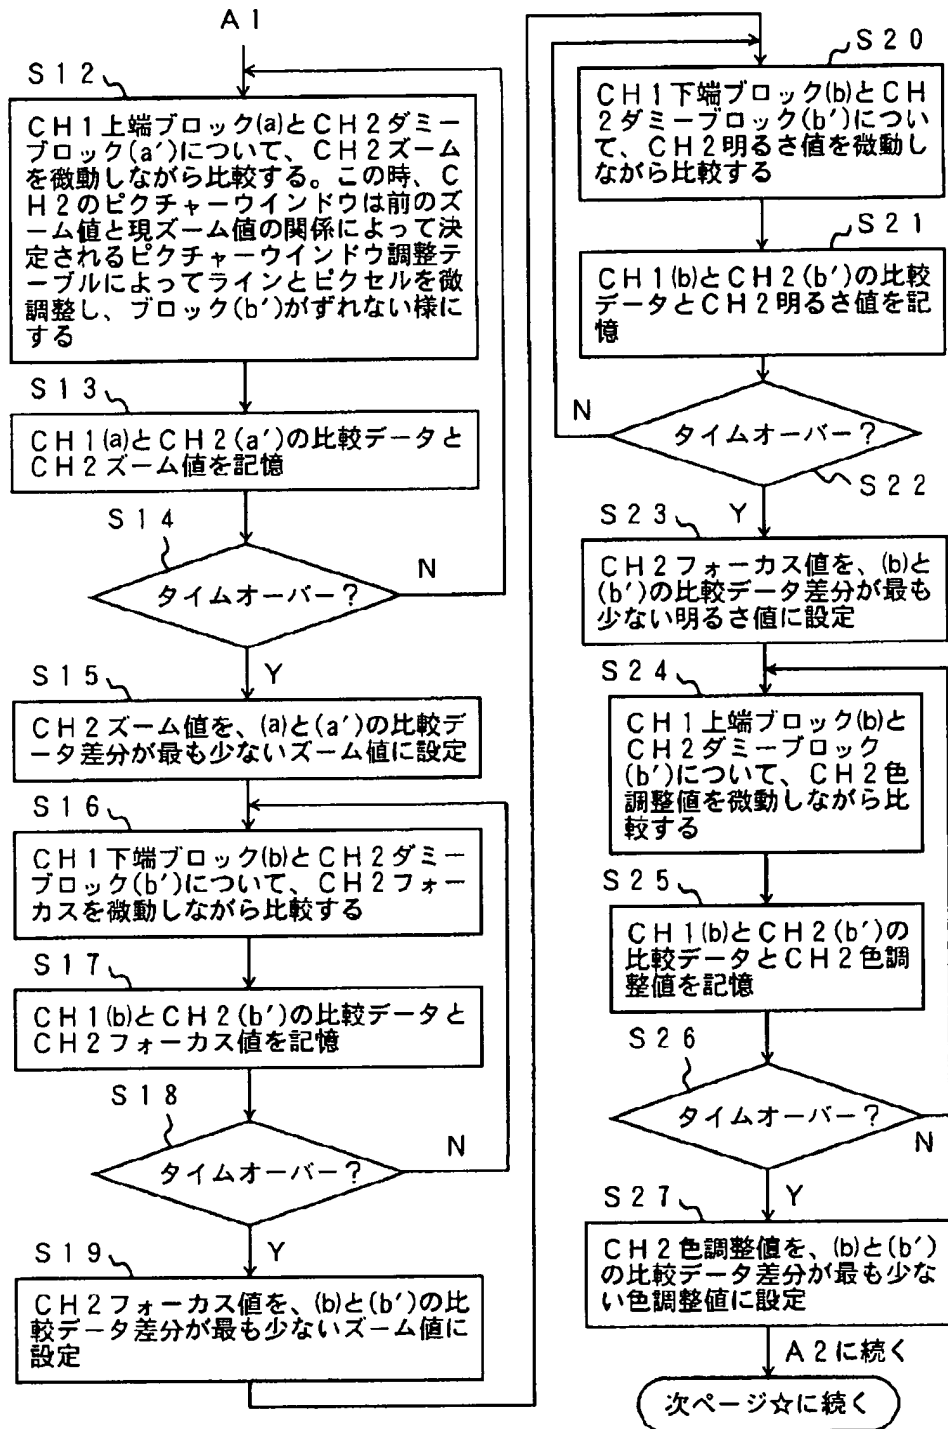 A1
S12
CH1上端ブロック(a)とCH2ダミー
ブロック(a')について、CH2ズーム
を微動しながら比較する。この時、C
H2のピクチャーウインドウは前のズ
ーム値と現ズーム値の関係によって決
定されるピクチャーウインドウ調整テ
ーブルによってラインとピクセルを微
調整し、ブロック(b')がずれない様に
する
S13
CH1(a)とCH2(a')の比較データと
CH2ズーム値を記憶
S14
タイムオーバー?
N
Y
S15
CH2ズーム値を、(a)と(a')の比較デ
ータ差分が最も少ないズーム値に設定
S16
CH1下端ブロック(b)とCH2ダミー
ブロック(b')について、CH2フォー
カスを微動しながら比較する
S17
CH1(b)とCH2(b')の比較データと
CH2フォーカス値を記憶
S18
タイムオーバー?
N
Y
S19
CH2フォーカス値を、(b)と(b')の比
較データ差分が最も少ないズーム値に
設定
S20
CH1下端ブロック(b)とCH
2ダミーブロック(b')につい
て、CH2明るさ値を微動し
ながら比較する
S21
CH1(b)とCH2(b')の比較
データとCH2明るさ値を記
憶
N
タイムオーバー?
S22
Y
S23
CH2フォーカス値を、(b)と
(b')の比較データ差分が最も
少ない明るさ値に設定
S24
CH1上端ブロック(b)と
CH2ダミーブロック
(b')について、CH2色
調整値を微動しながら比
較する
S25
CH1(b)とCH2(b')の
比較データとCH2色調
整値を記憶
S26
タイムオーバー?
N
Y
S27
CH2色調整値を、(b)と(b')
の比較データ差分が最も少な
い色調整値に設定
A2に続く
次ページ☆に続く